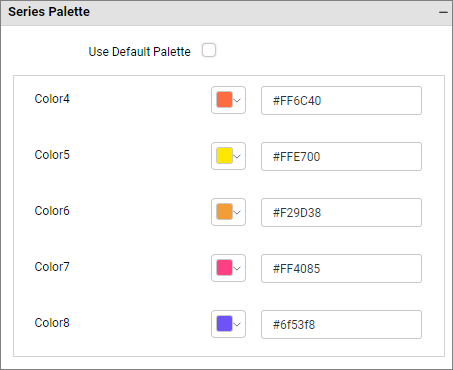 Series Palette
Use Default Palette
Color4 #FF6C40
Color5 #FFE700
Color6 #F29D38
Color7 #FF4085
Color8 #6f53f8